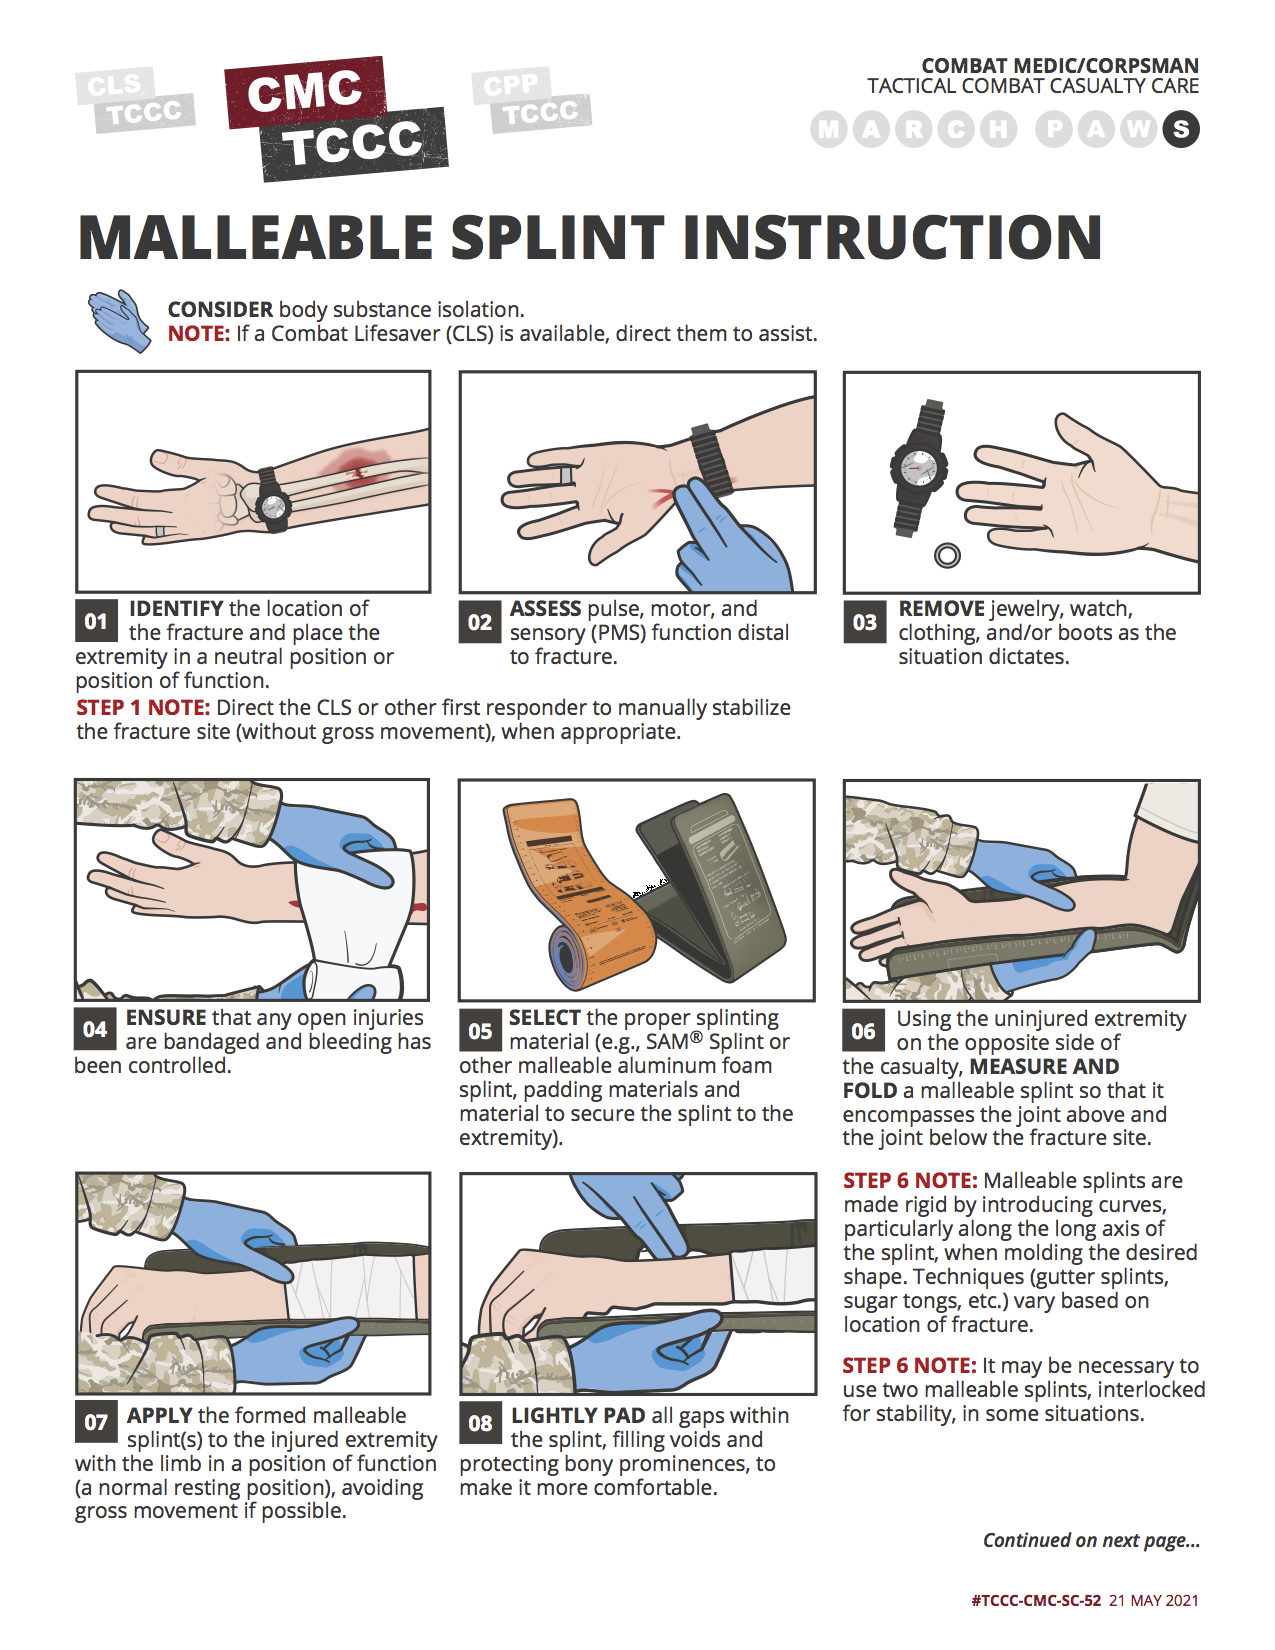 CLS
TCCC
CMC
TCCC
CPP
TCCC
COMBAT MEDIC/CORPSMAN
TACTICAL COMBAT CASUALTY CARE
M A R C H P A W S
MALLEABLE SPLINT INSTRUCTION
CONSIDER body substance isolation.
NOTE: If a Combat Lifesaver (CLS) is available, direct them to assist.
01 IDENTIFY the location of
the fracture and place the
extremity in a neutral position or
position of function.
02 ASSESS pulse, motor, and
sensory (PMS) function distal
to fracture.
03 REMOVE jewelry, watch,
clothing, and/or boots as the
situation dictates.
STEP 1 NOTE: Direct the CLS or other first responder to manually stabilize
the fracture site (without gross movement), when appropriate.
04 ENSURE that any open injuries
are bandaged and bleeding has
been controlled.
05 SELECT the proper splinting
material (e.g., SAM® Splint or
other malleable aluminum foam
splint, padding materials and
material to secure the splint to the
extremity).
06 Using the uninjured extremity
on the opposite side of
the casualty, MEASURE AND
FOLD a malleable splint so that it
encompasses the joint above and
the joint below the fracture site.
STEP 6 NOTE: Malleable splints are
made rigid by introducing curves,
particularly along the long axis of
the splint, when molding the desired
shape. Techniques (gutter splints,
sugar tongs, etc.) vary based on
location of fracture.
STEP 6 NOTE: It may be necessary to
use two malleable splints, interlocked
for stability, in some situations.
07 APPLY the formed malleable
splint(s) to the injured extremity
with the limb in a position of function
(a normal resting position), avoiding
gross movement if possible.
08 LIGHTLY PAD all gaps within
the splint, filling voids and
protecting bony prominences, to
make it more comfortable.
Continued on next page...
#TCCC-CMC-SC-52 21 MAY 2021